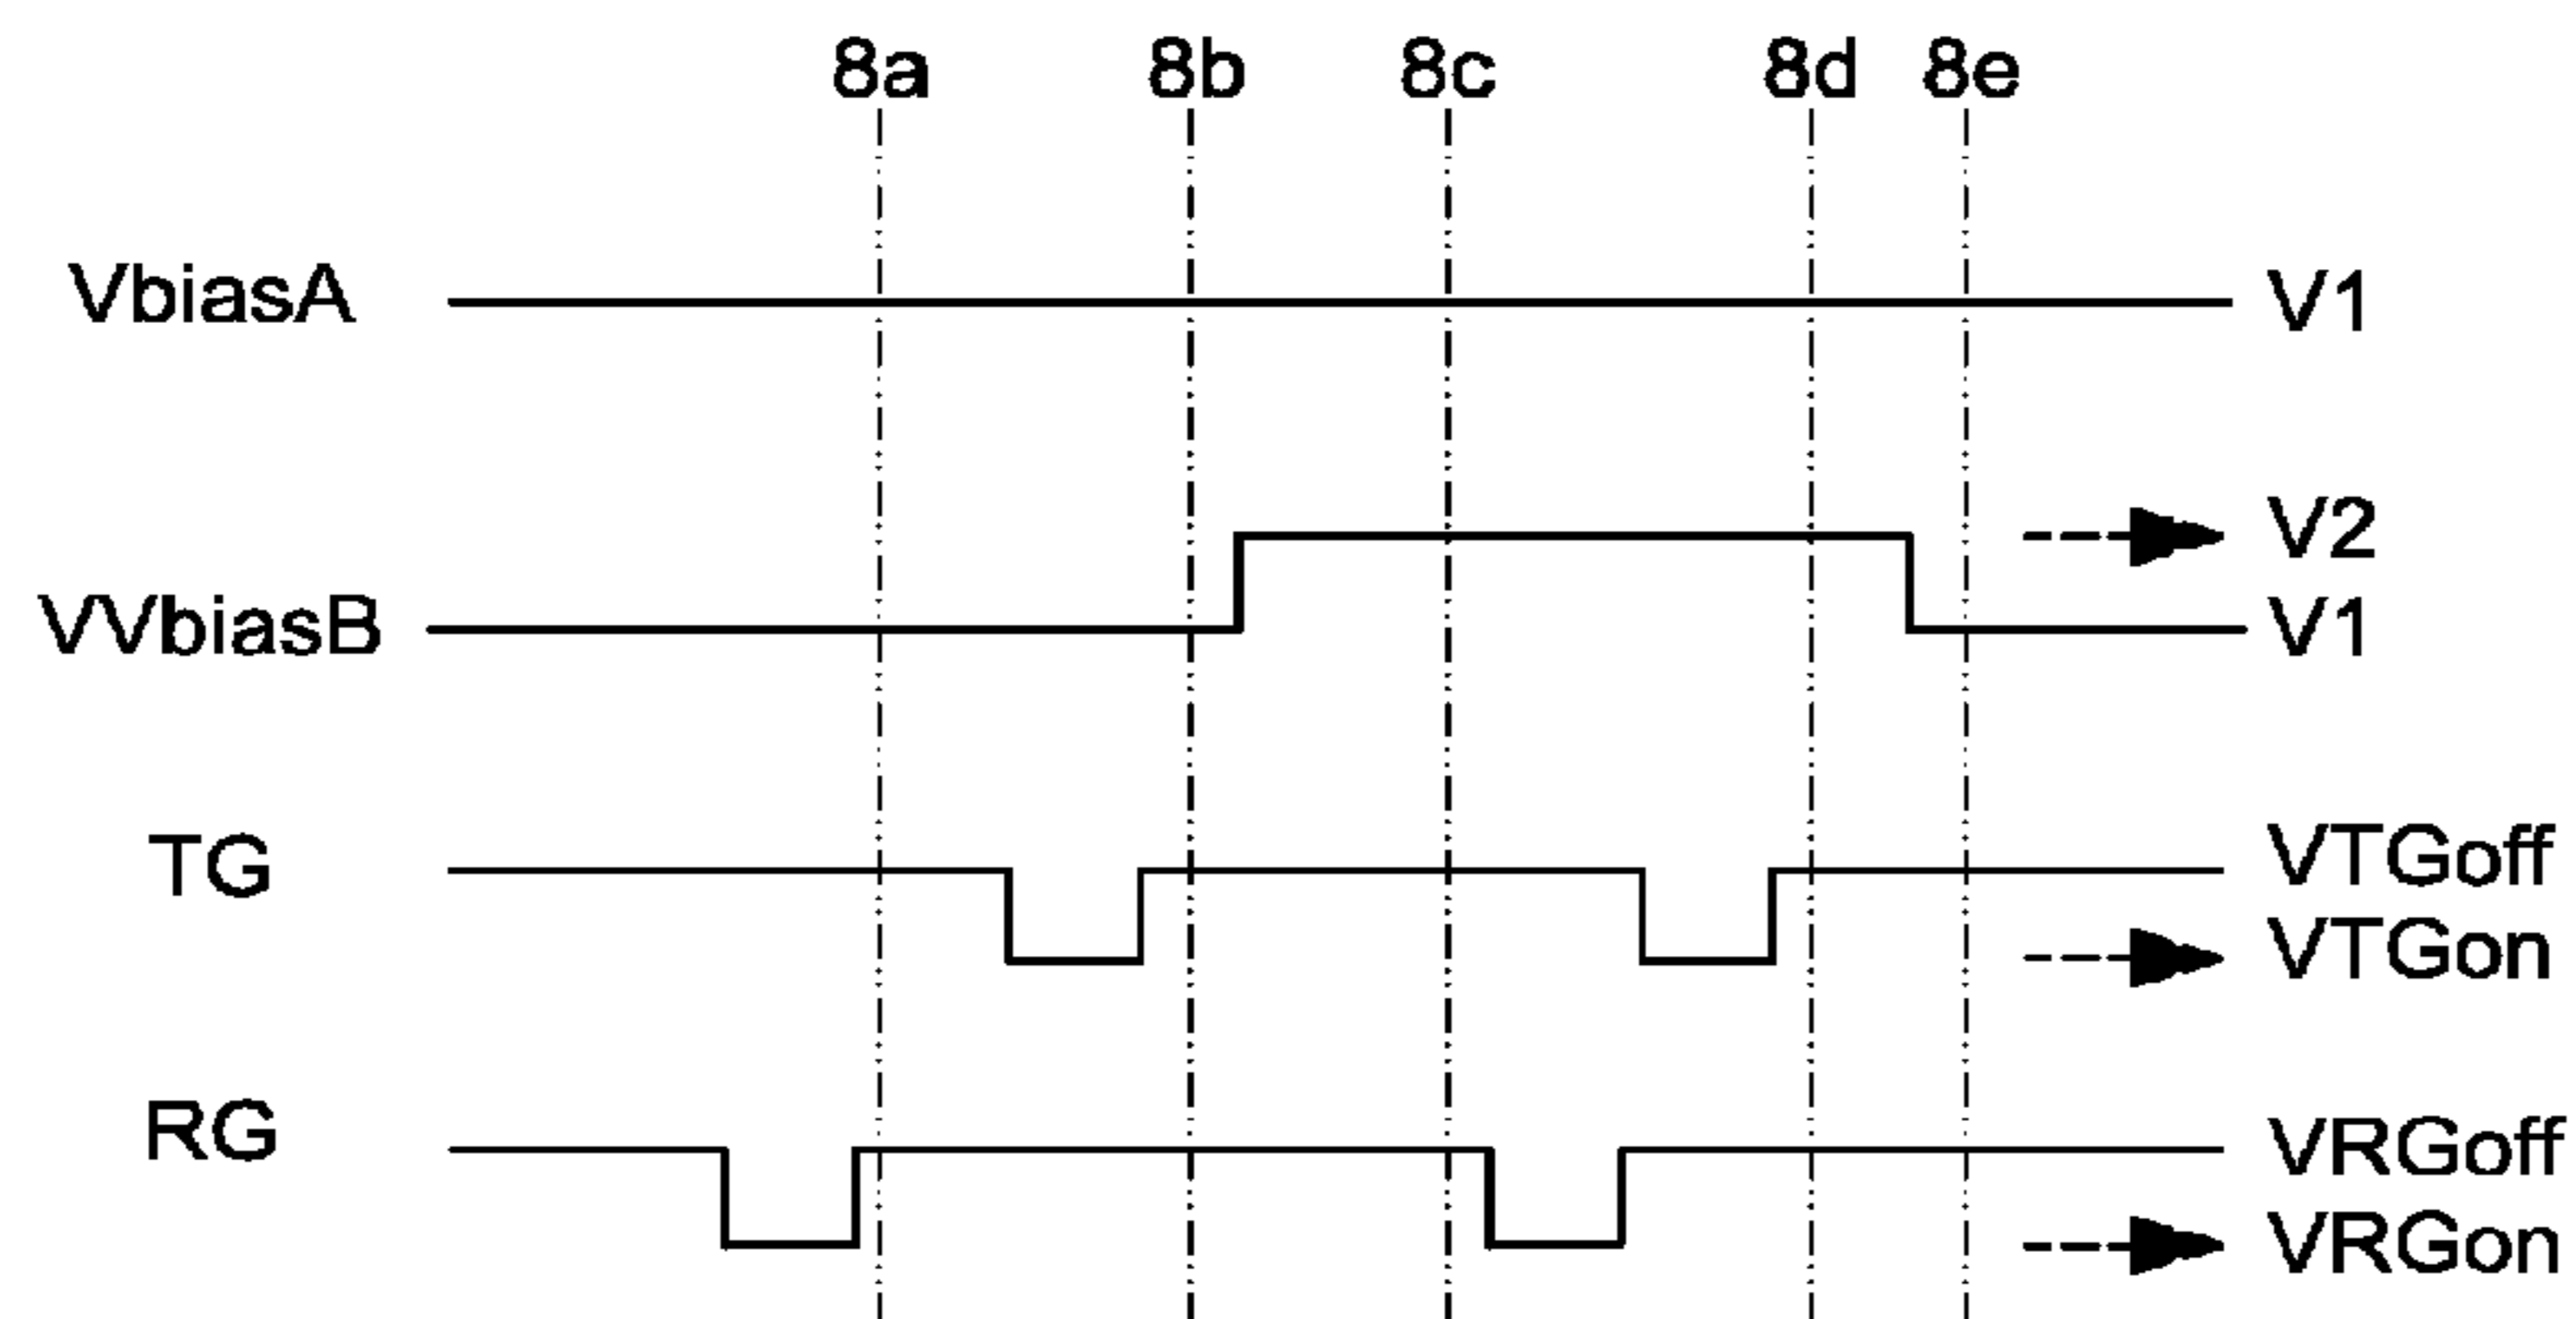 8a 8b 8c 8d 8e
VbiasA V1
V2
VVbiasB V1
TG VTGoff
VTGon
RG VRGoff
VRGon